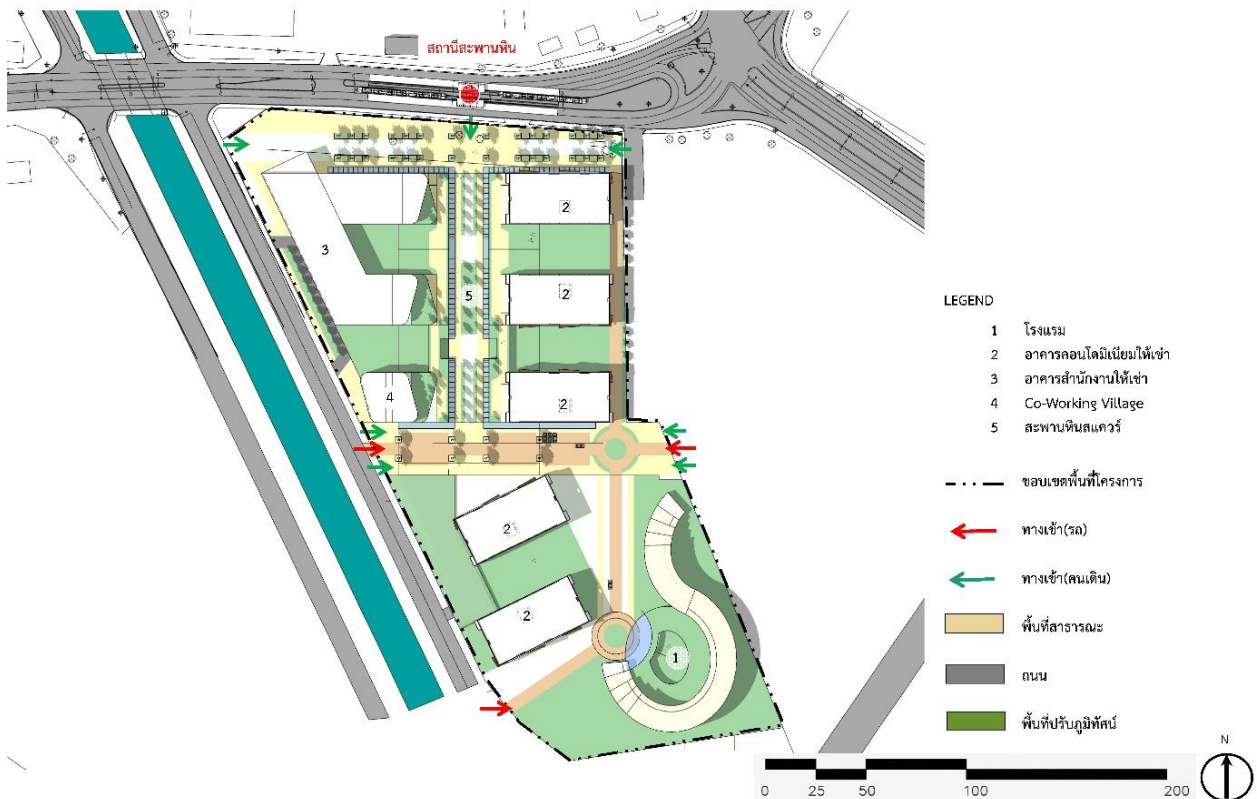 สถานีสะพานหิน
2
3
2
5
2
4
2
2
1
LEGEND
1 โรงแรม
2 อาคารคอนโดมิเนียมให้เช่า
3 อาคารสำนักงานให้เช่า
4 Co-Working Village
5 สะพานหินสแควร์
ขอบเขตพื้นที่โครงการ
ทางเข้า(รถ)
ทางเข้า(คนเดิน)
พื้นที่สาธารณะ
ถนน
พื้นที่ปรับภูมิทัศน์
N
0 25 50 100 200